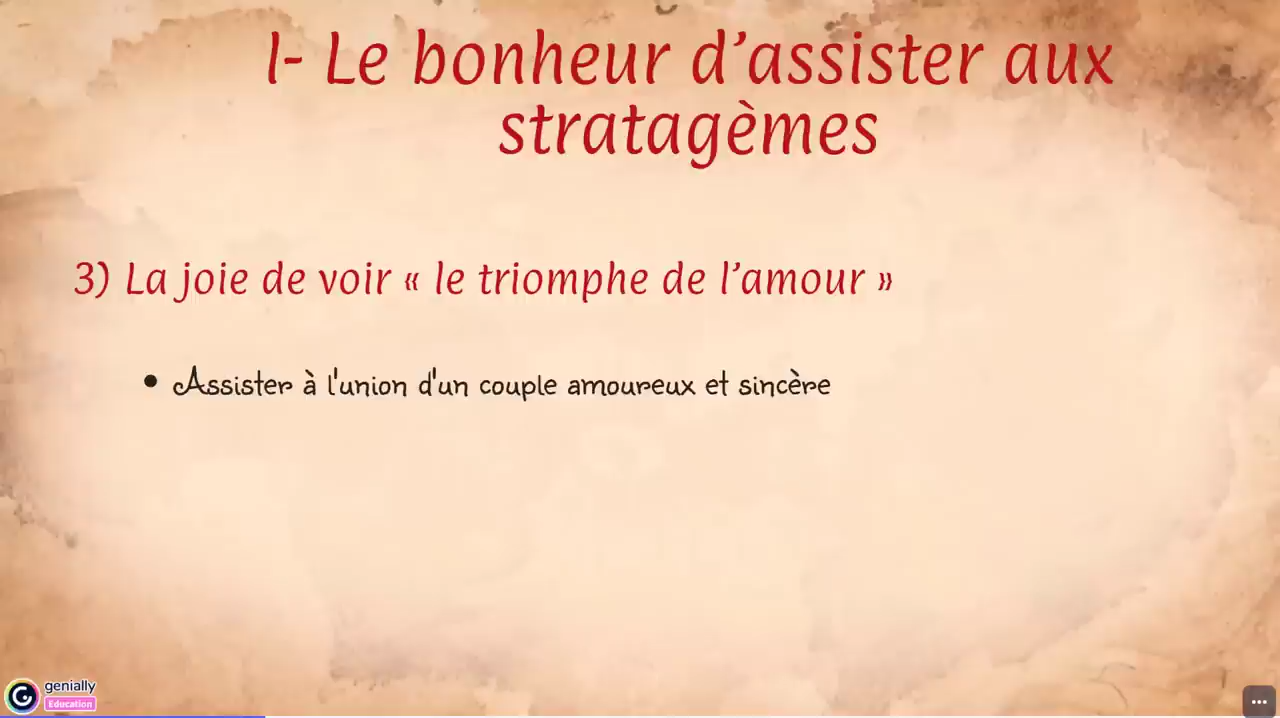 I- Le bonheur d’assister aux
stratagèmes
3) La joie de voir « le triomphe de l’amour »
• Assister à l'union d'un couple amoureux et sincère
genially
Education